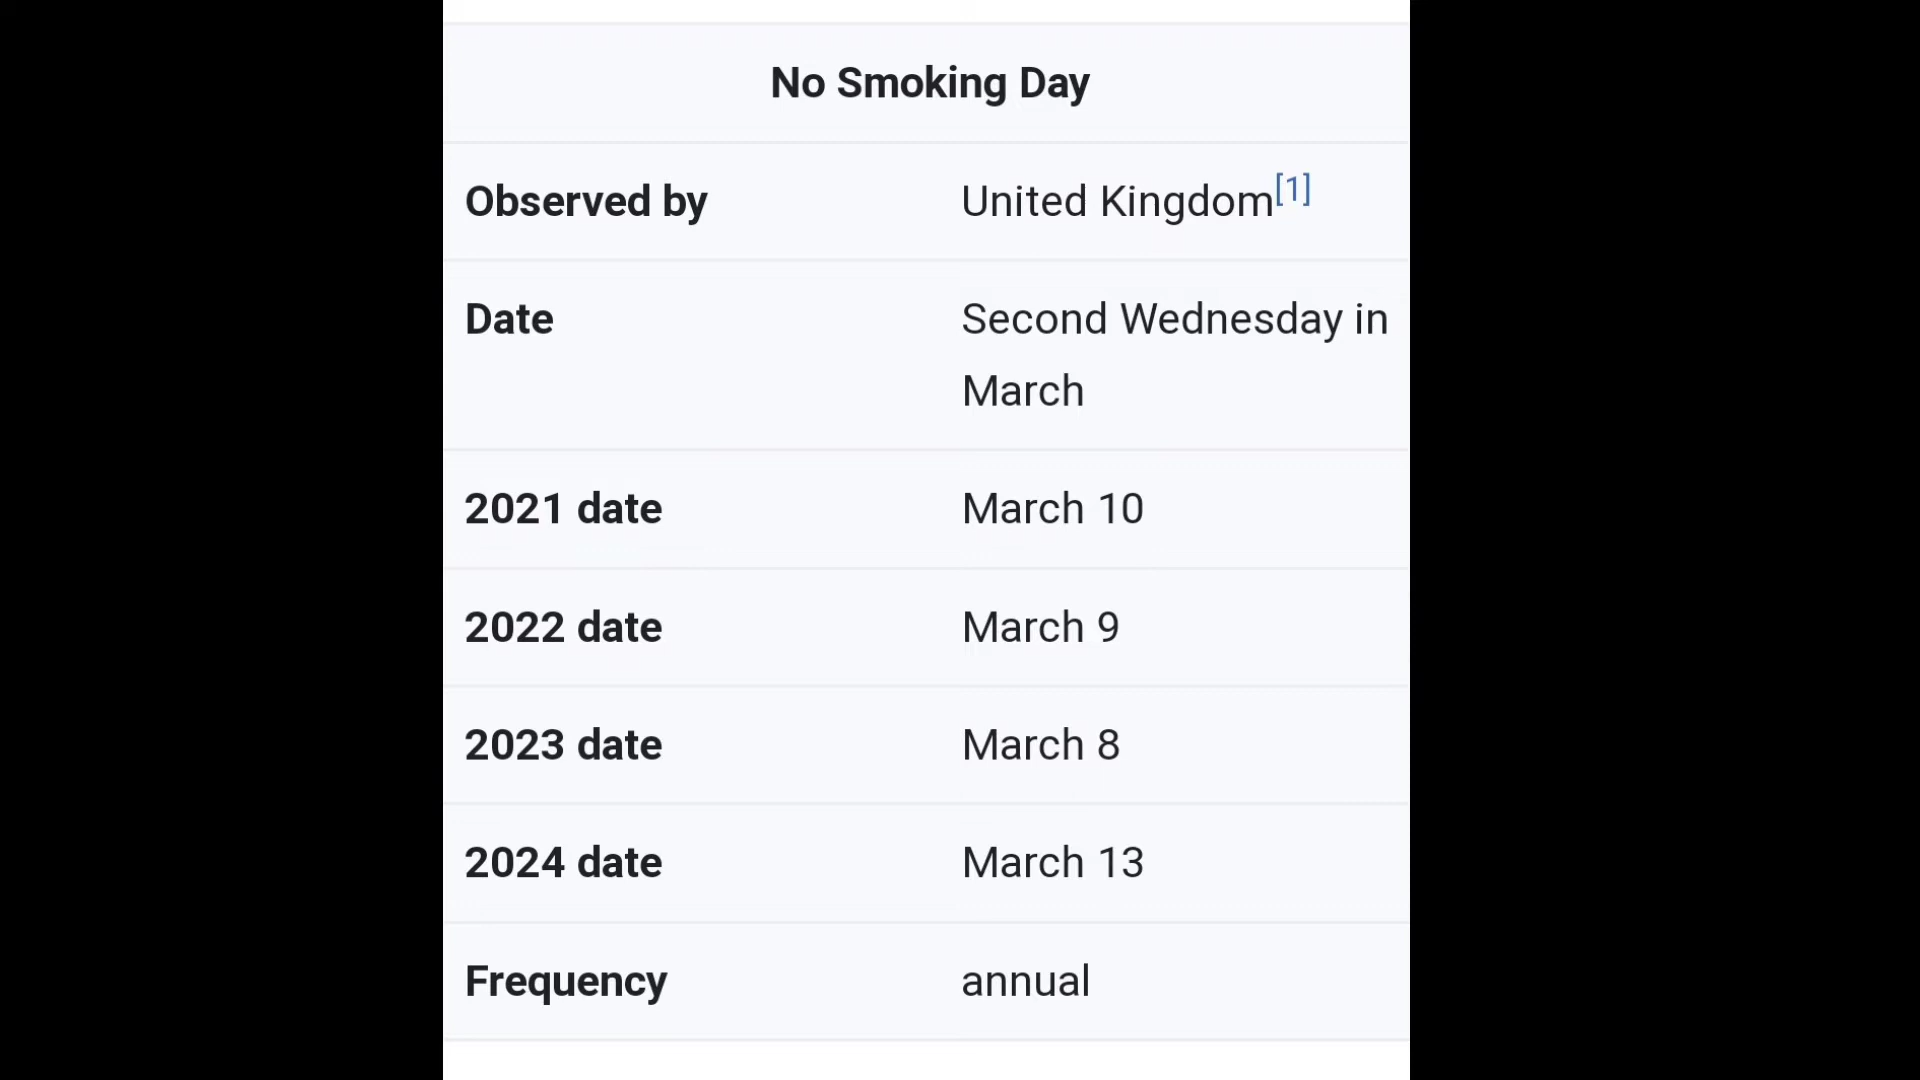 No Smoking Day
Observed by United Kingdom[1]
Date Second Wednesday in
March
2021 date March 10
2022 date March 9
2023 date March 8
2024 date March 13
Frequency annual